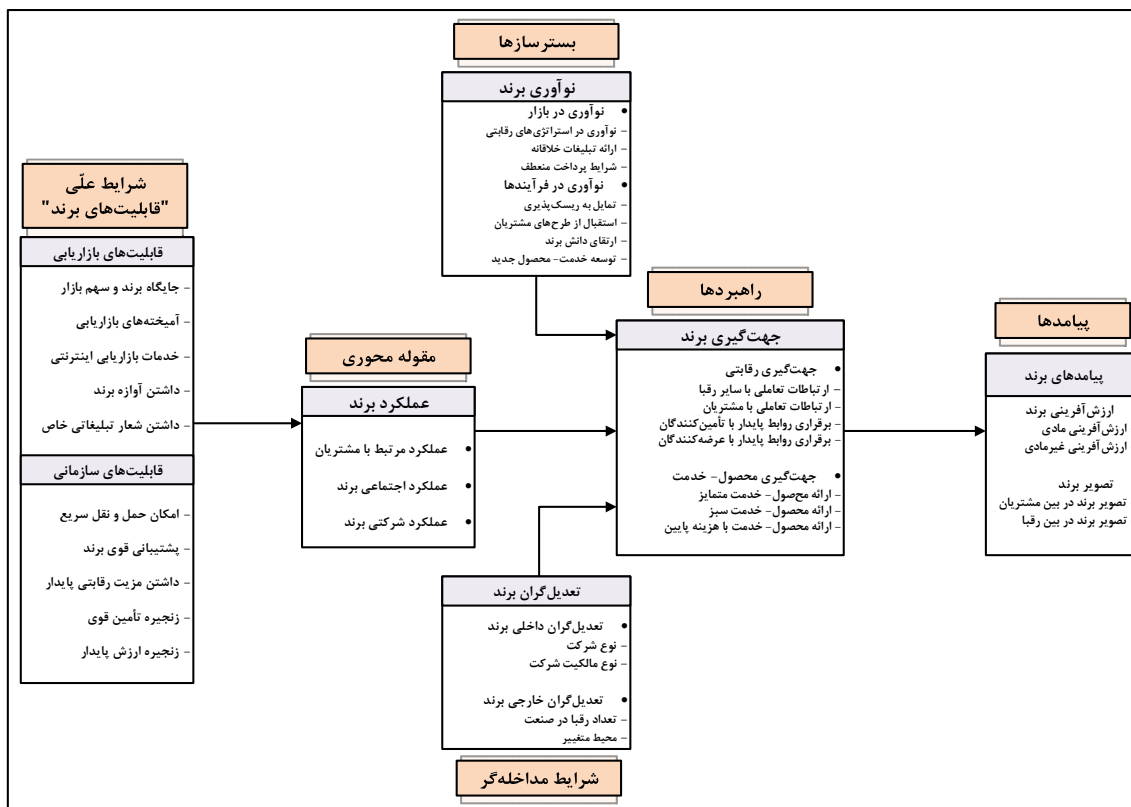 بسترسازها
نوآوری برند
• نوآوری در بازار
- نوآوری در استراتژی‌های رقابتی
- ارائه تبلیغات خلاقانه
- شرایط پرداخت منعطف
• نوآوری در فرآیندها
- تمایل به ریسک‌پذیری
- استقبال از طرح‌های مشتریان
- ارتقای دانش برند
- توسعه خدمت- محصول جدید
شرایط علّی
"قابلیت‌های برند"
قابلیت‌های بازاریابی
- جایگاه برند و سهم بازار
- آمیخته‌های بازاریابی
- خدمات بازاریابی اینترنتی
- داشتن آوازه برند
- داشتن شعار تبلیغاتی خاص
قابلیت‌های سازمانی
- امکان حمل و نقل سریع
- پشتیبانی قوی برند
- داشتن مزیت رقابتی پایدار
- زنجیره تأمین قوی
- زنجیره ارزش پایدار
مقوله محوری
عملکرد برند
• عملکرد مرتبط با مشتریان
• عملکرد اجتماعی برند
• عملکرد شرکتی برند
راهبردها
جهت‌گیری برند
• جهت‌گیری رقابتی
- ارتباطات تعاملی با سایر رقبا
- ارتباطات تعاملی با مشتریان
- برقراری روابط پایدار با تأمین‌کنندگان
- برقراری روابط پایدار با عرضه‌کنندگان
• جهت‌گیری محصول- خدمت
- ارائه محصول- خدمت متمایز
- ارائه محصول- خدمت سبز
- ارائه محصول- خدمت با هزینه پایین
پیامدها
پیامدهای برند
ارزش‌آفرینی برند
ارزش‌آفرینی مادی
ارزش‌آفرینی غیرمادی
تصویر برند
تصویر برند در بین مشتریان
تصویر برند در بین رقبا
تعدیل‌گران برند
• تعدیل‌گران داخلی برند
- نوع شرکت
- نوع مالکیت شرکت
• تعدیل‌گران خارجی برند
- تعداد رقبا در صنعت
- محیط متغییر
شرایط مداخله‌گر